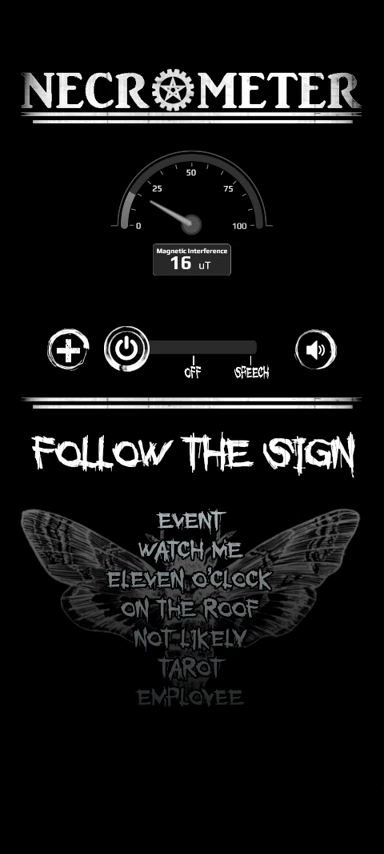 NECROMETER
50
25
75
0
100
Magnetic Interference
16 uT
OFF
SPEECH
FOLLOW THE SIGN
EVENT
WATCH ME
ELEVEN O'CLOCK
ON THE ROOF
NOT LIKELY
TAROT
EMPLOYEE